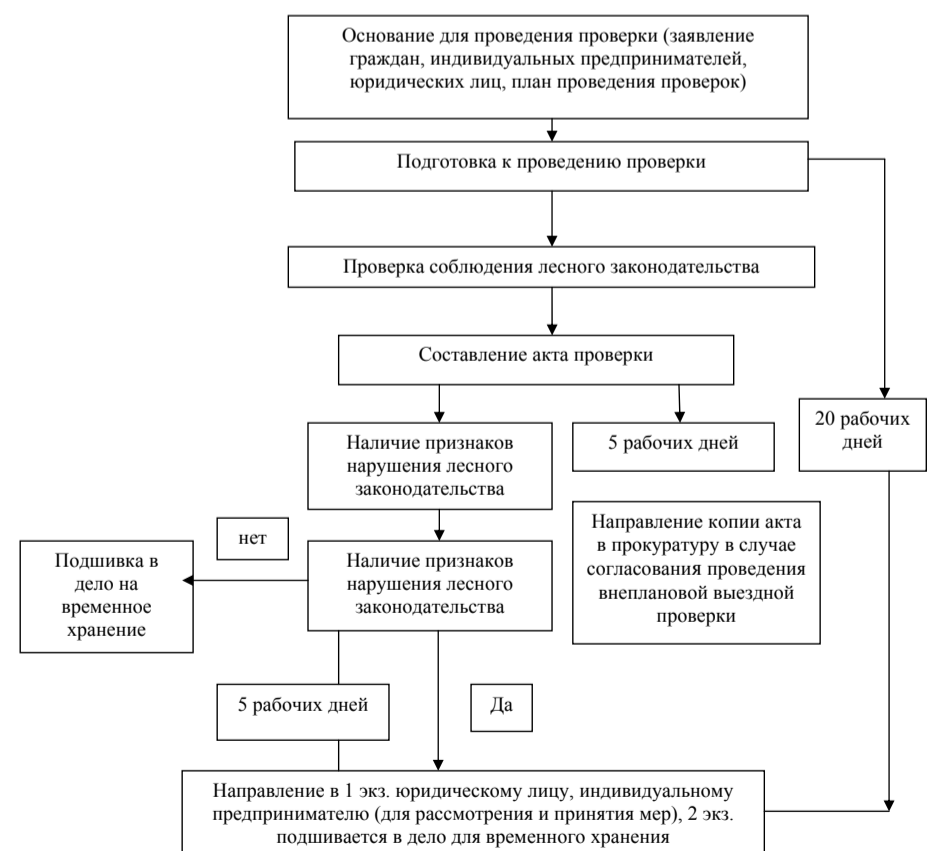 Основание для проведения проверки (заявление
граждан, индивидуальных предпринимателей,
юридических лиц, план проведения проверок)
Подготовка к проведению проверки
Проверка соблюдения лесного законодательства
Составление акта проверки
20 рабочих
дней
Наличие признаков
нарушения лесного
законодательства
5 рабочих дней
Направление копии акта
в прокуратуру в случае
согласования проведения
внеплановой выездной
проверки
нет
Подшивка в
дело на
временное
хранение
Наличие признаков
нарушения лесного
законодательства
5 рабочих дней
Да
Направление в 1 экз. юридическому лицу, индивидуальному
предпринимателю (для рассмотрения и принятия мер), 2 экз.
подшивается в дело для временного хранения